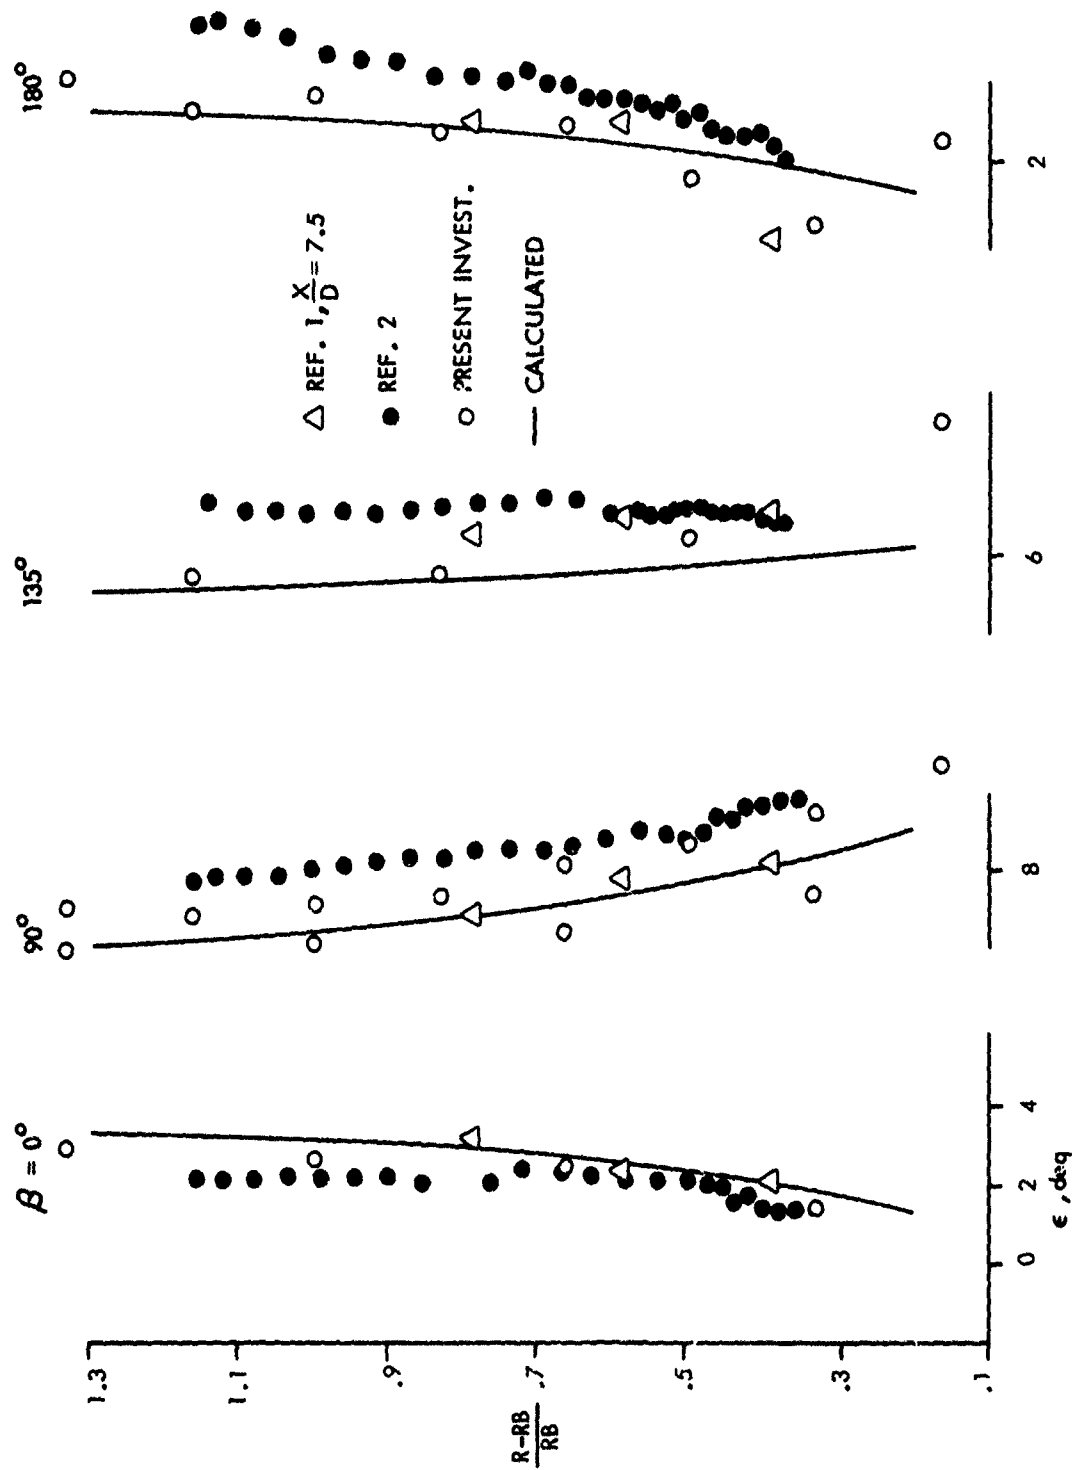 β = 0°
90°
135°
180°
1.3
1.1
.9
.7
.5
.3
.1
R-RB
RB
△ REF. 1, X/D = 7.5
● REF. 2
○ PRESENT INVEST.
— CALCULATED
0
2
4
8
6
2
ϵ, deg